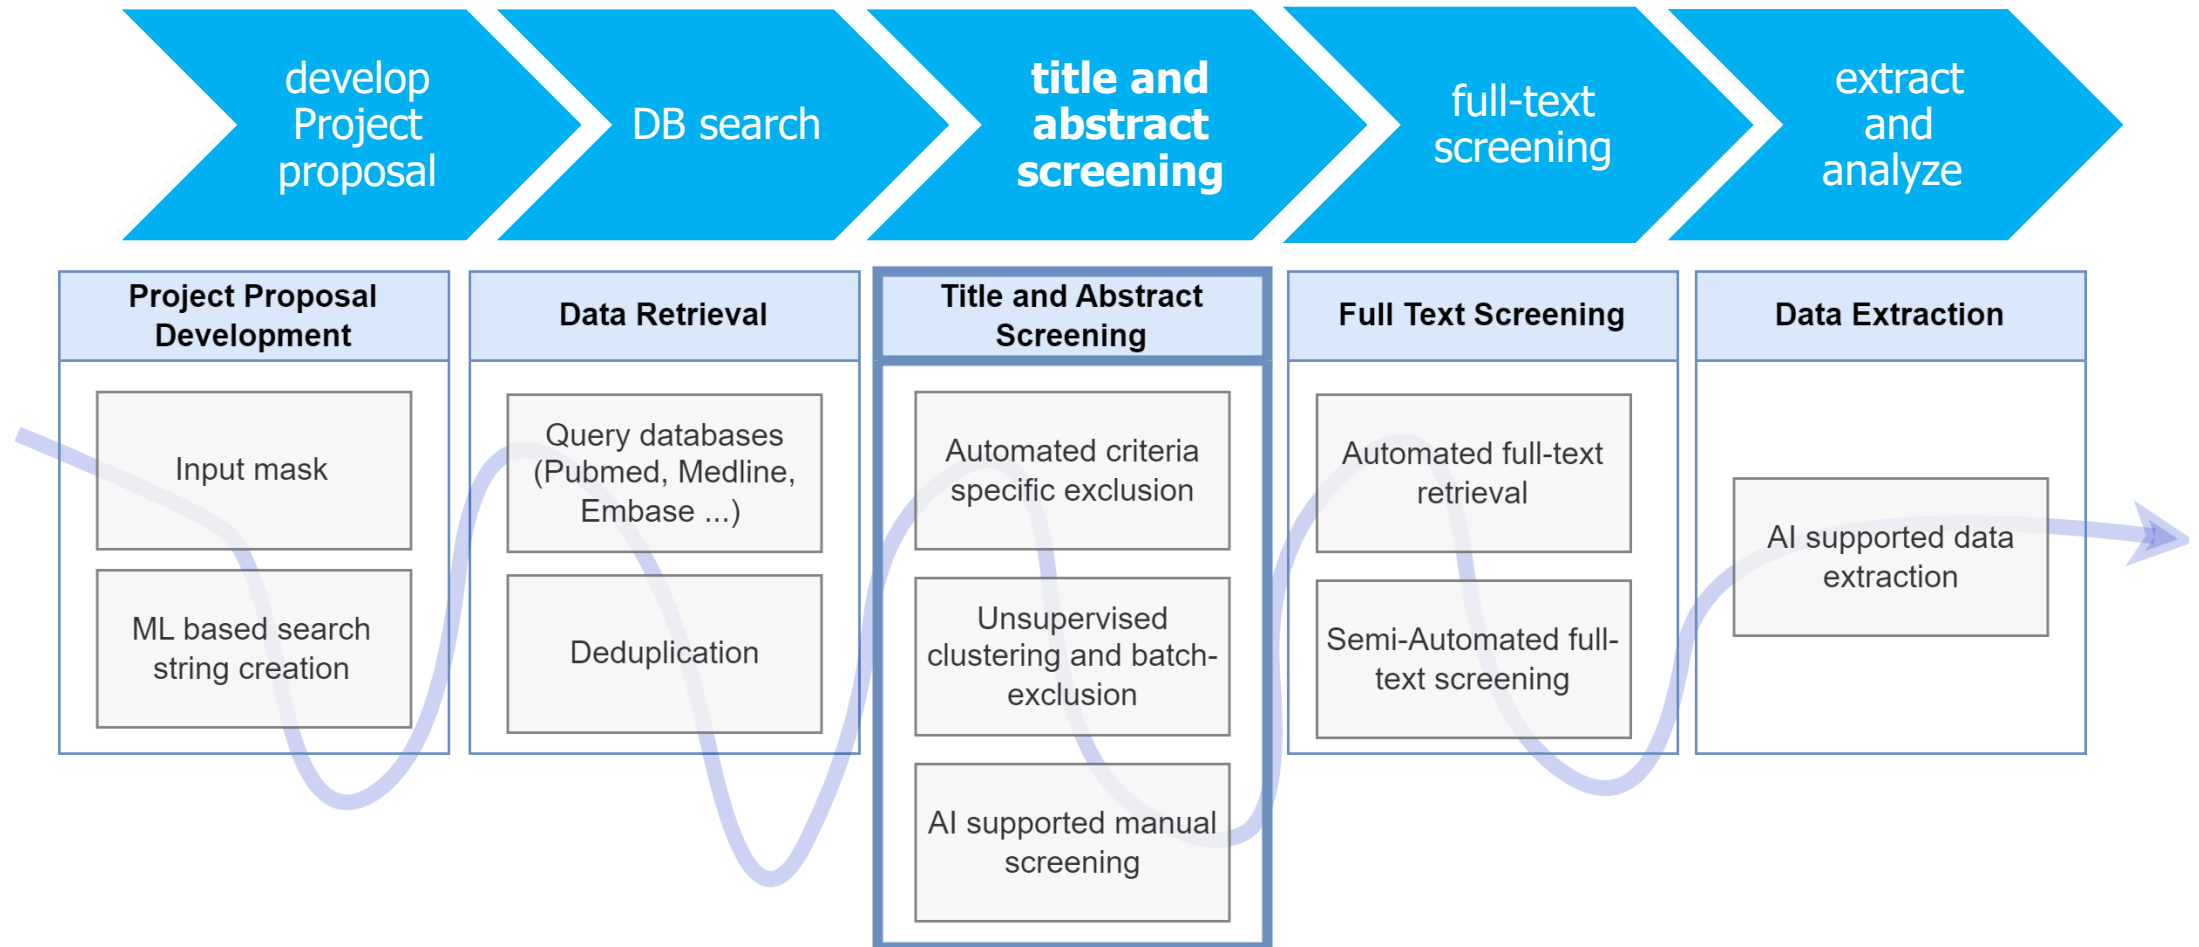 develop
Project
proposal
DB search
title and
abstract
screening
full-text
screening
extract
and
analyze
Project Proposal
Development
Input mask
ML based search
string creation
Data Retrieval
Query databases
(Pubmed, Medline,
Embase ...)
Deduplication
Title and Abstract
Screening
Automated criteria
specific exclusion
Unsupervised
clustering and batch-
exclusion
AI supported manual
screening
Full Text Screening
Automated full-text
retrieval
Semi-Automated full-
text screening
Data Extraction
AI supported data
extraction